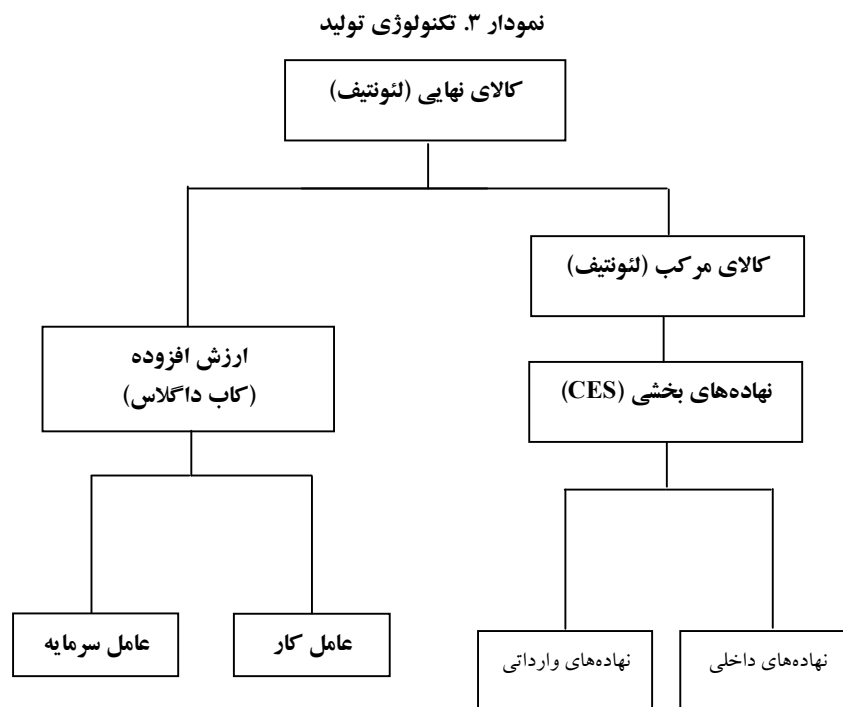 نمودار ۳. تکنولوژی تولید
کالای نهایی (لئونتیف)
کالای مرکب (لئونتیف)
ارزش افزوده
(کاب داگلاس)
نهاده‌های بخشی (CES)
عامل کار
عامل سرمایه
نهاده‌های داخلی
نهاده‌های وارداتی